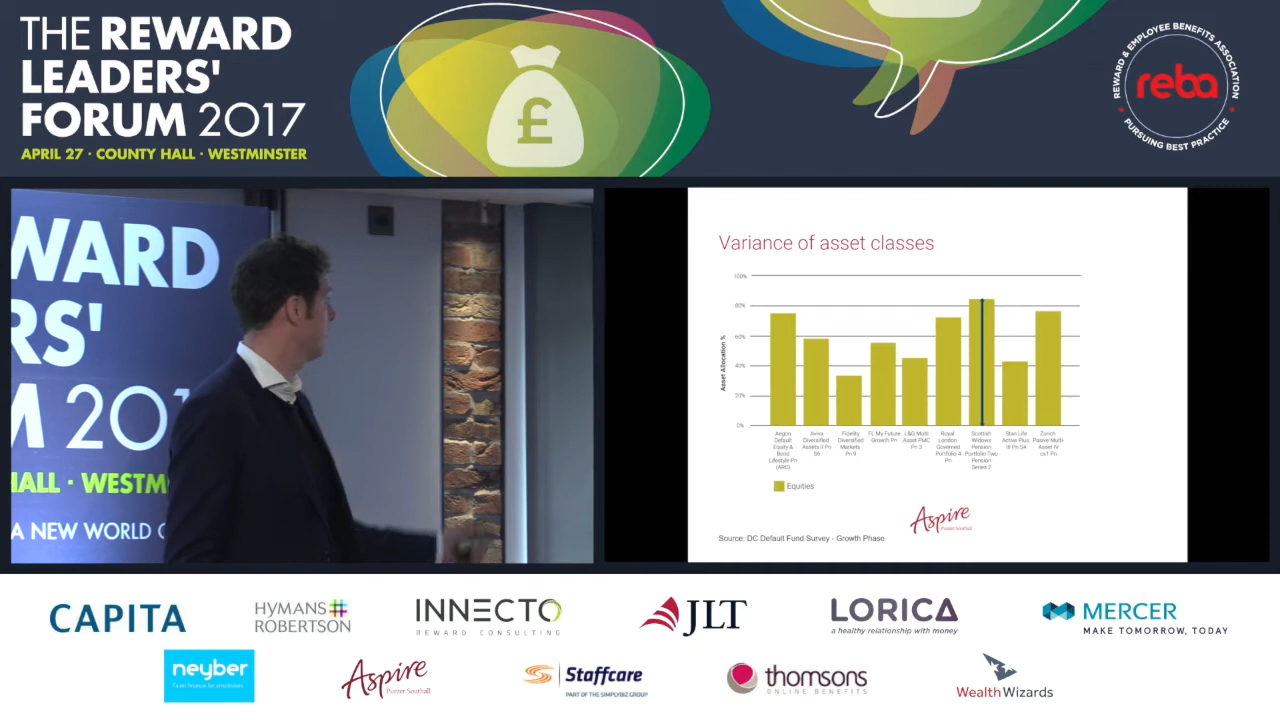 THE REWARD
LEADERS'
FORUM 2017
APRIL 27 · COUNTY HALL · WESTMINSTER
£
REWARD & EMPLOYEE BENEFITS ASSOCIATION
reba
PURSUING BEST PRACTICE
WARD
RS'
M 201
HALL · WESTM
A NEW WORLD
Variance of asset classes
100%
80%
60%
40%
20%
0%
Asset Allocation %
Aegon
Default
Equity &
Bond
Lifestyle Pn
(ARC)
Aviva
Diversified
Assets II Pn
S6
Fidelity
Diversified
Markets
Pn 9
FL My Future
Growth Pn
L&G Multi-
Asset PMC
Pn 3
Royal
London
Governed
Portfolio 4
Pn
Scottish
Widows
Pension
Portfolio Two
Pension
Series 2
Stan Life
Active Plus
III Pn S4
Zurich
Passive Multi-
Asset IV
cs1 Pn
Equities
Aspire
Punter Southall
Source: DC Default Fund Survey - Growth Phase
CAPITA
HYMANS
ROBERTSON
INNECTO
REWARD CONSULTING
JLT
LORICA
a healthy relationship with money
MERCER
MAKE TOMORROW, TODAY
neyber
Aspire
Punter Southall
Staffcare
PART OF THE SIMPLYBIZ GROUP
thomsons
ONLINE BENEFITS
WealthWizards